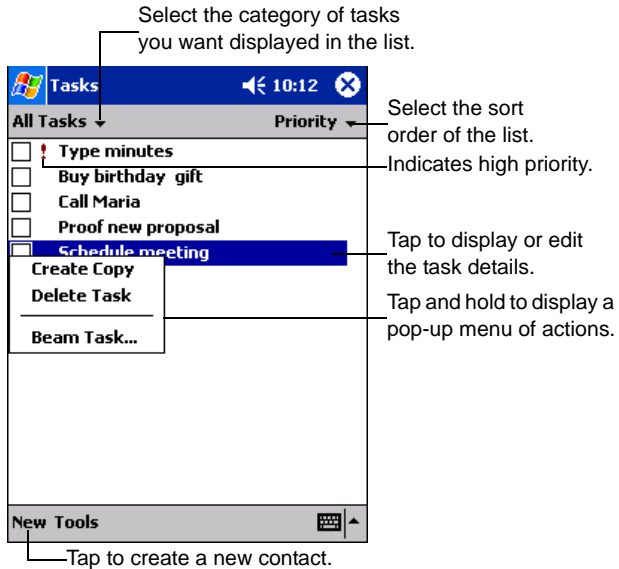 Select the category of tasks
you want displayed in the list.
Tasks 10:12
All Tasks Priority
Select the sort
order of the list.
! Type minutes
Indicates high priority.
Buy birthday gift
Call Maria
Proof new proposal
Schedule meeting
Tap to display or edit
the task details.
Create Copy
Delete Task
Beam Task...
Tap and hold to display a
pop-up menu of actions.
New Tools
Tap to create a new contact.